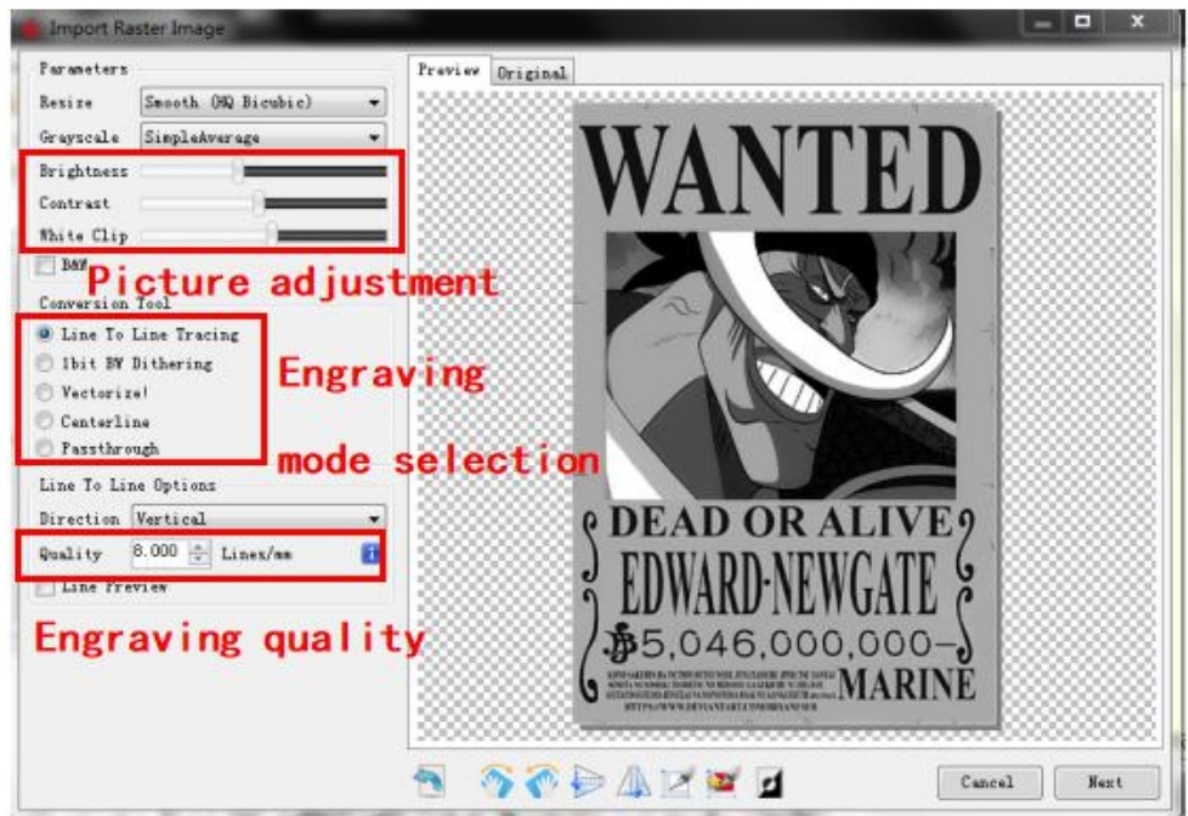 Import Raster Image
Parameters
Resize Smooth (HQ Bicubic)
Grayscale SimpleAverage
Brightness
Contrast
White Clip
B&W
Picture adjustment
Conversion Tool
Line To Line Tracing
1bit BW Dithering
Vectorize!
Centerline
Passthrough
Engraving
mode selection
Line To Line Options
Direction Vertical
Quality 8.000 Lines/mm
Line Preview
Engraving quality
Preview Original
WANTED
DEAD OR ALIVE
EDWARD·NEWGATE
5,046,000,000-
MARINE
Cancel Next